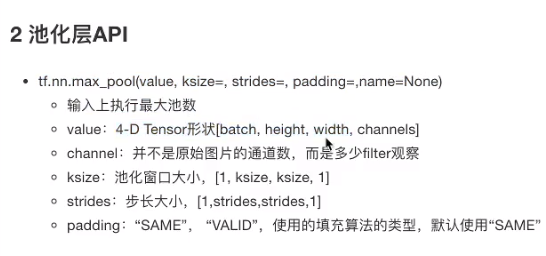 2 池化层API
tf.nn.max_pool(value, ksize=, strides=, padding=,name=None)
输入上执行最大池数
value：4-D Tensor形状[batch, height, width, channels]
channel：并不是原始图片的通道数，而是多少filter观察
ksize：池化窗口大小，[1, ksize, ksize, 1]
strides：步长大小，[1,strides,strides,1]
padding：“SAME”， “VALID”，使用的填充算法的类型，默认使用“SAME”